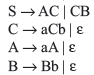 S → AC | CB
C → aCb | ε
A → aA | ε
B → Bb | ε